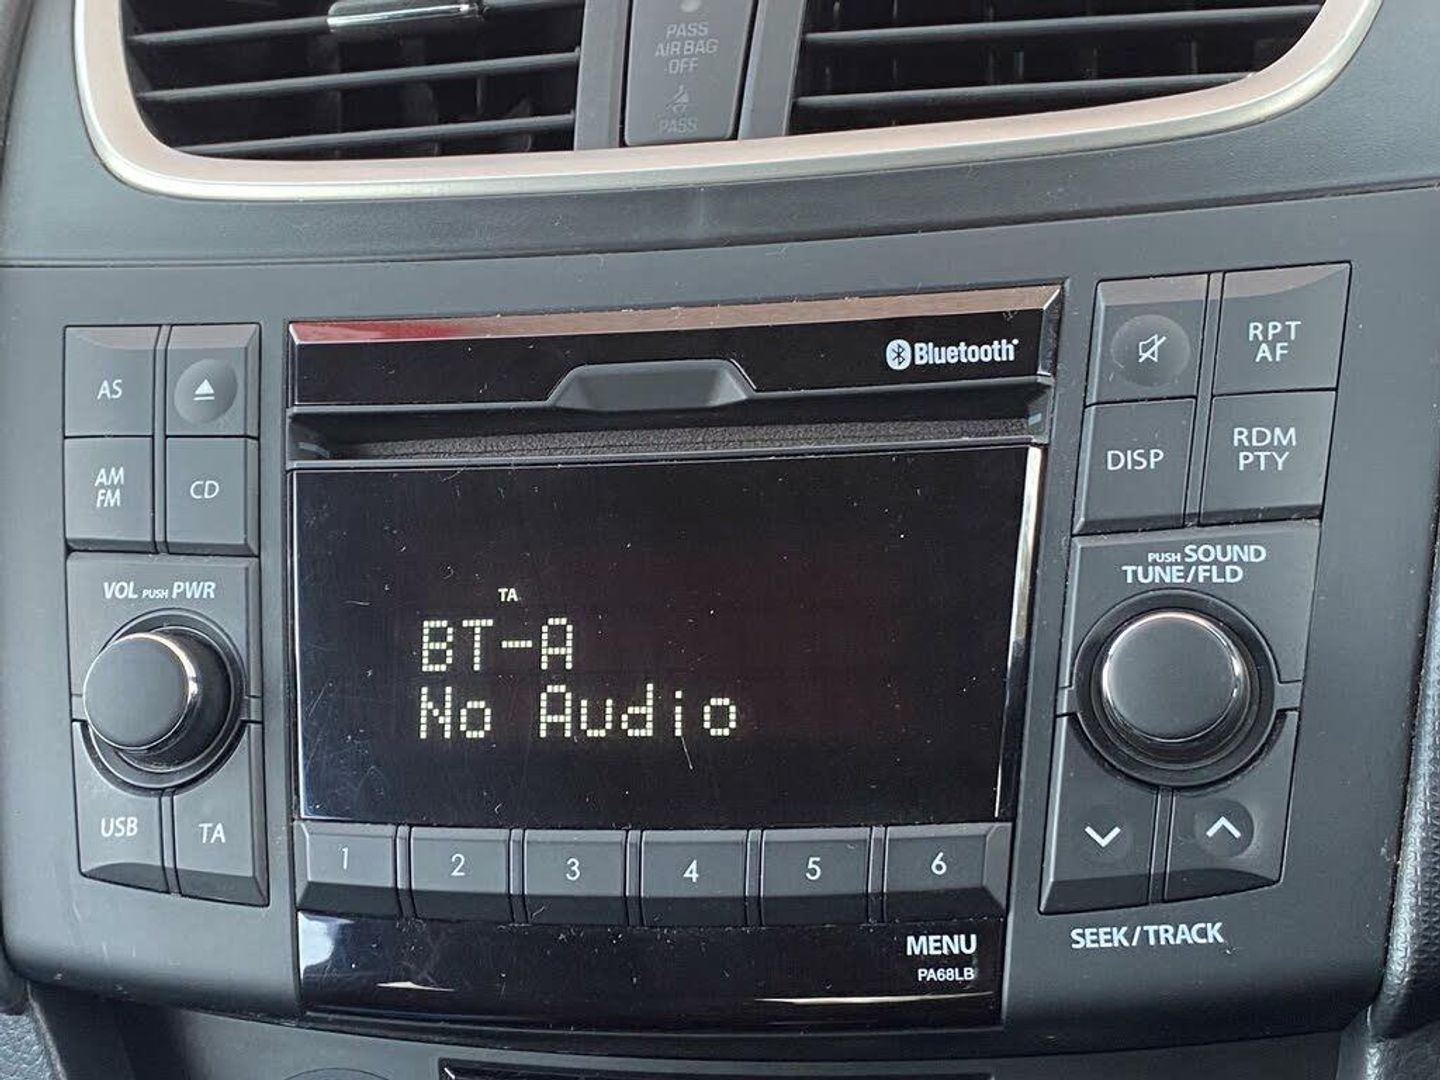 PASS
AIR BAG
OFF
PASS
Bluetooth
AS
AM
FM
CD
RPT
AF
DISP
RDM
PTY
VOL PUSH PWR
PUSH SOUND
TUNE/FLD
TA
BT-A
No Audio
USB
TA
1 2 3 4 5 6
MENU
PA68LB
SEEK/TRACK